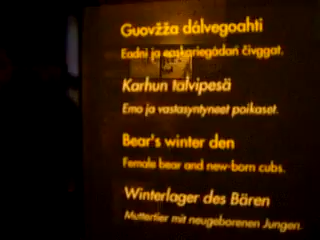 Guovžža dálvegoahti
Eadni ja easkariegádan čivggat.
Karhun talvipesä
Emo ja vastasyntyneet poikaset.
Bear's winter den
Female bear and new-born cubs.
Winterlager des Bären
Muttertier mit neugeborenen Jungen.